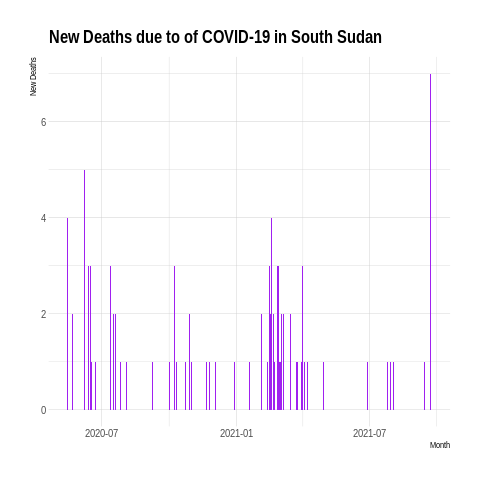 New Deaths due to of COVID-19 in South Sudan
New Deaths
6
4
2
0
2020-07
2021-01
2021-07
Month